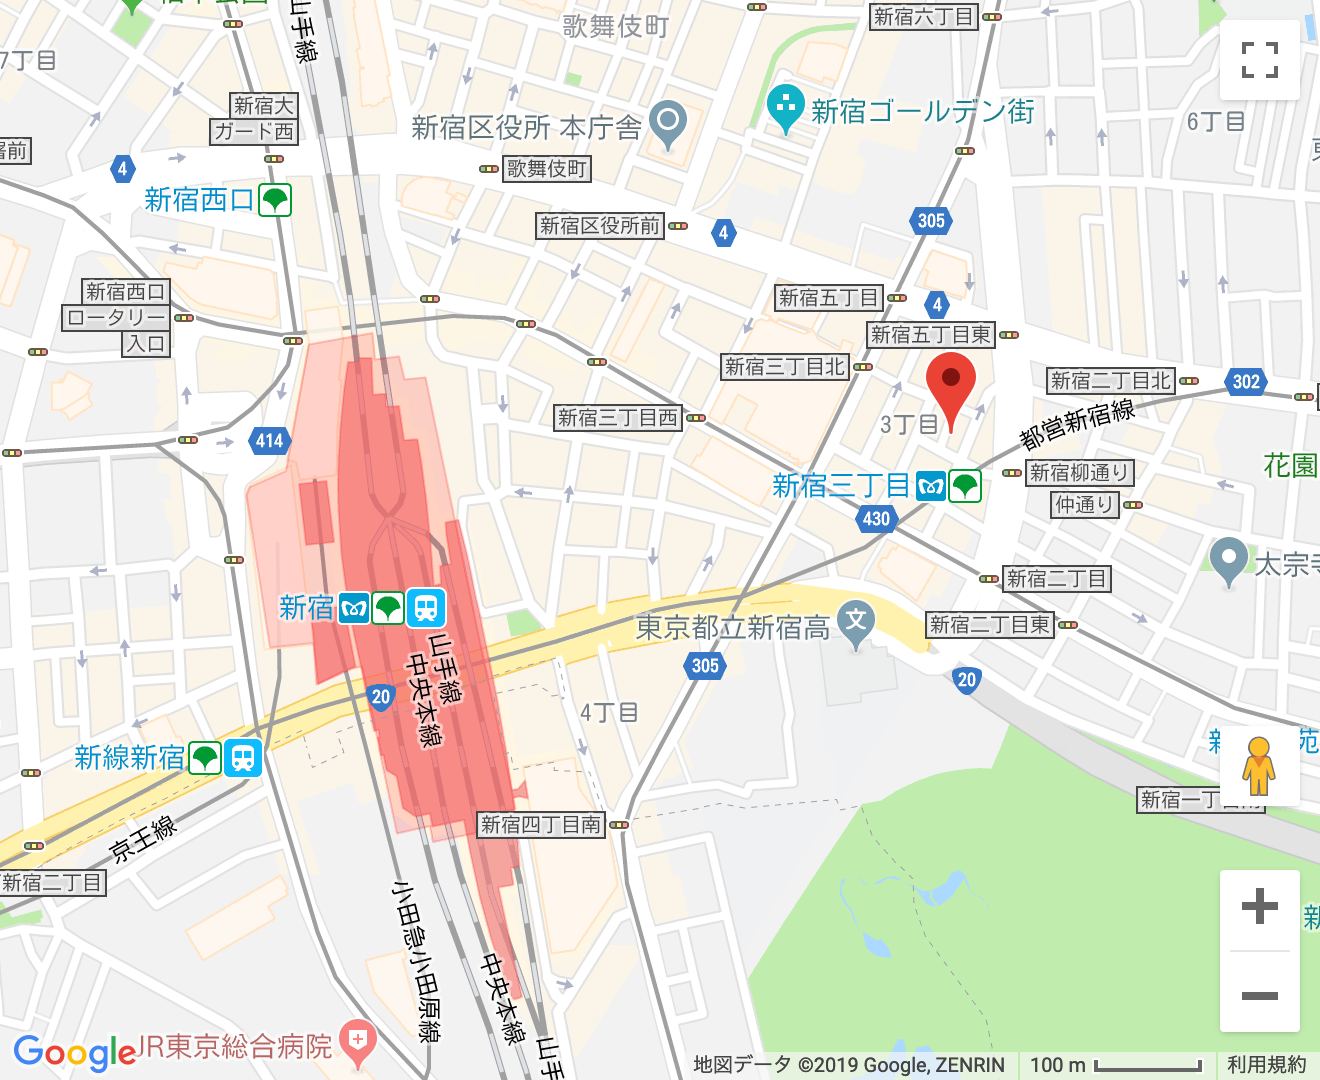 歌舞伎町
新宿六丁目
山手線
7丁目
新宿大
ガード西
新宿区役所 本庁舎
新宿ゴールデン街
6丁目
歌舞伎町
4
新宿西口
新宿区役所前
4
305
新宿西口
ロータリー
入口
新宿五丁目
4
新宿五丁目東
新宿三丁目北
新宿二丁目北
302
新宿三丁目西
3丁目
都営新宿線
414
花園
新宿三丁目
新宿柳通り
仲通り
430
太宗寺
新宿二丁目
新宿
東京都立新宿高
文
新宿二丁目東
305
20
山手線
中央本線
20
4丁目
新線新宿
新宿四丁目南
京王線
新宿二丁目
小田急小田原線
中央本線
山手
Google
JR東京総合病院
地図データ ©2019 Google, ZENRIN
100 m
利用規約